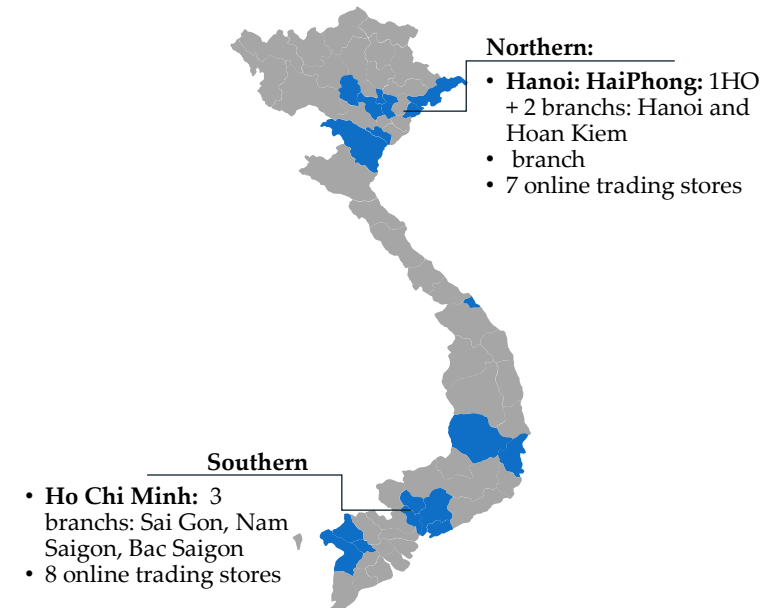 Northern:
• Hanoi: HaiPhong: 1HO
+ 2 branchs: Hanoi and
Hoan Kiem
• branch
• 7 online trading stores
Southern
• Ho Chi Minh: 3
branchs: Sai Gon, Nam
Saigon, Bac Saigon
• 8 online trading stores